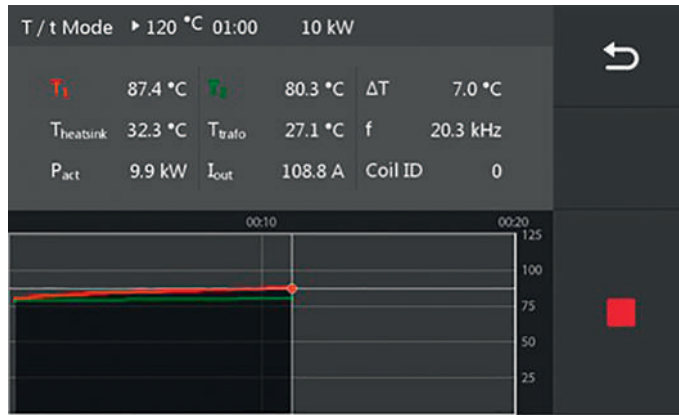 T / t Mode ▸ 120 °C 01:00 10 kW
T1 87.4 °C T2 80.3 °C ΔT 7.0 °C
Theatsink 32.3 °C Ttrafo 27.1 °C f 20.3 kHz
Pact 9.9 kW Iout 108.8 A Coil ID 0
00:10 00:20
125
100
75
50
25